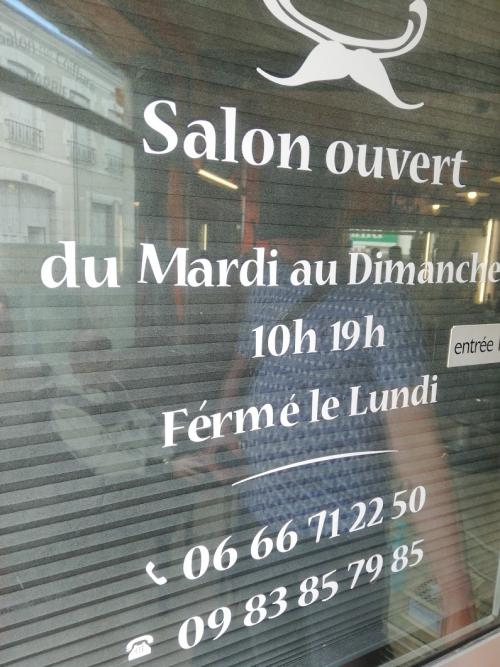 Salon ouvert
du Mardi au Dimanche
10h 19h
entrée
Férmé le Lundi
06 66 71 22 50
09 83 85 79 85